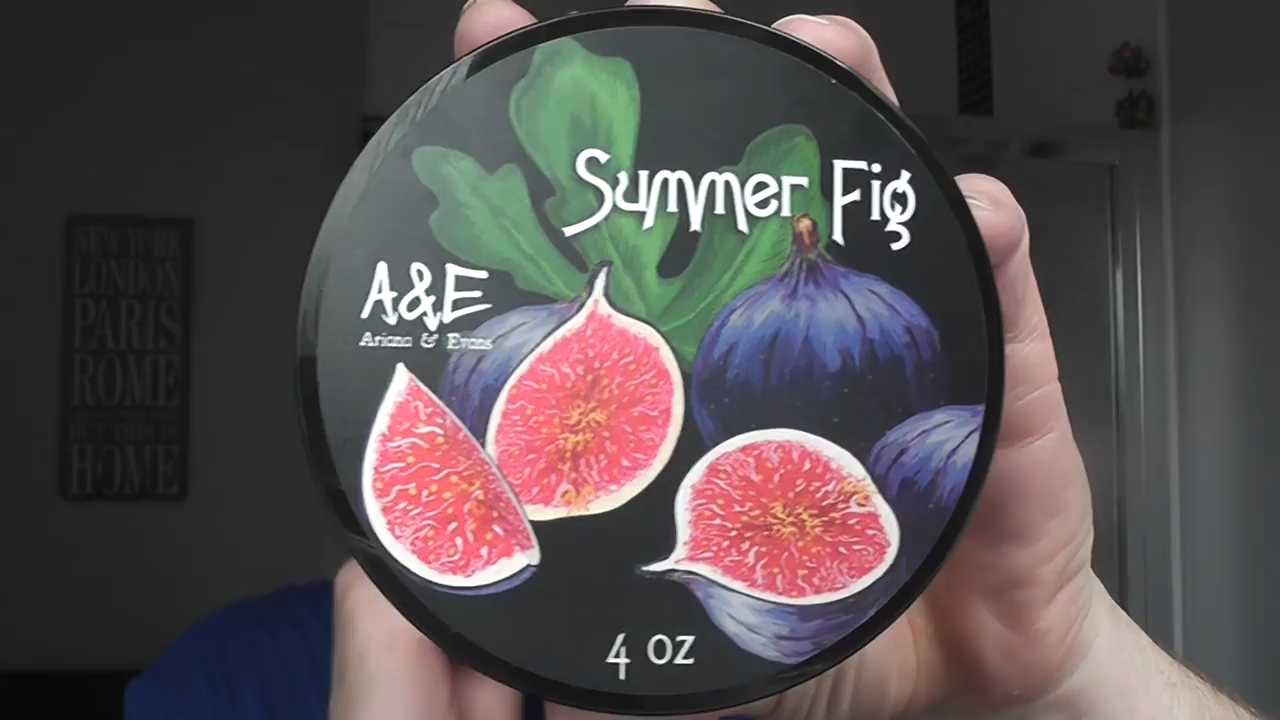 Summer Fig
A&E
Ariana & Evans
4 oz
NEW YORK
LONDON
PARIS
ROME
HOME